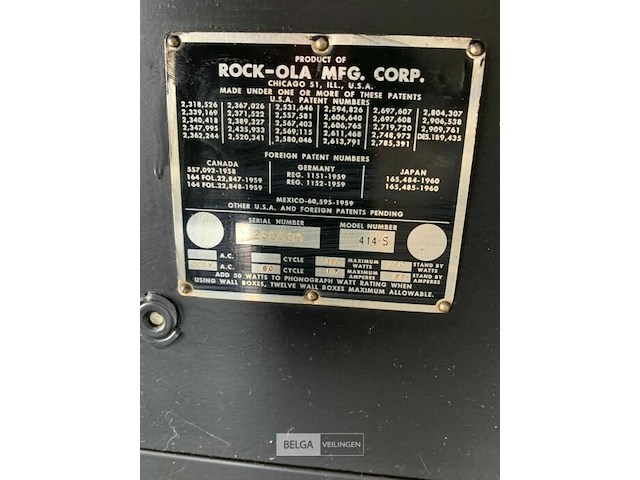 PRODUCT OF
ROCK-OLA MFG. CORP.
CHICAGO 51, ILL., U.S.A.
MADE UNDER ONE OR MORE OF THESE PATENTS
U.S.A. PATENT NUMBERS
2,318,526 2,367,026 2,531,646 2,594,826 2,697,607 2,804,307
2,339,169 2,371,522 2,557,581 2,606,640 2,697,608 2,906,538
2,340,418 2,389,327 2,567,403 2,606,765 2,719,720 2,909,761
2,347,995 2,435,933 2,569,115 2,611,468 2,748,973 DES.189,435
2,362,244 2,520,341 2,580,046 2,613,791 2,785,391
FOREIGN PATENT NUMBERS
CANADA GERMANY JAPAN
557,092-1958 REG. 1151-1959 165,484-1960
164 FOL.22,847-1959 REG. 1152-1959 165,485-1960
164 FOL.22,848-1959
MEXICO-60,595-1959
OTHER U.S.A. AND FOREIGN PATENTS PENDING
SERIAL NUMBER MODEL NUMBER
414-S
A.C. CYCLE MAXIMUM WATTS STAND BY WATTS
A.C. 60 CYCLE MAXIMUM AMPERES STAND BY AMPERES
ADD 50 WATTS TO PHONOGRAPH WATT RATING WHEN
USING WALL BOXES, TWELVE WALL BOXES MAXIMUM ALLOWABLE.
BELGA VEILINGEN